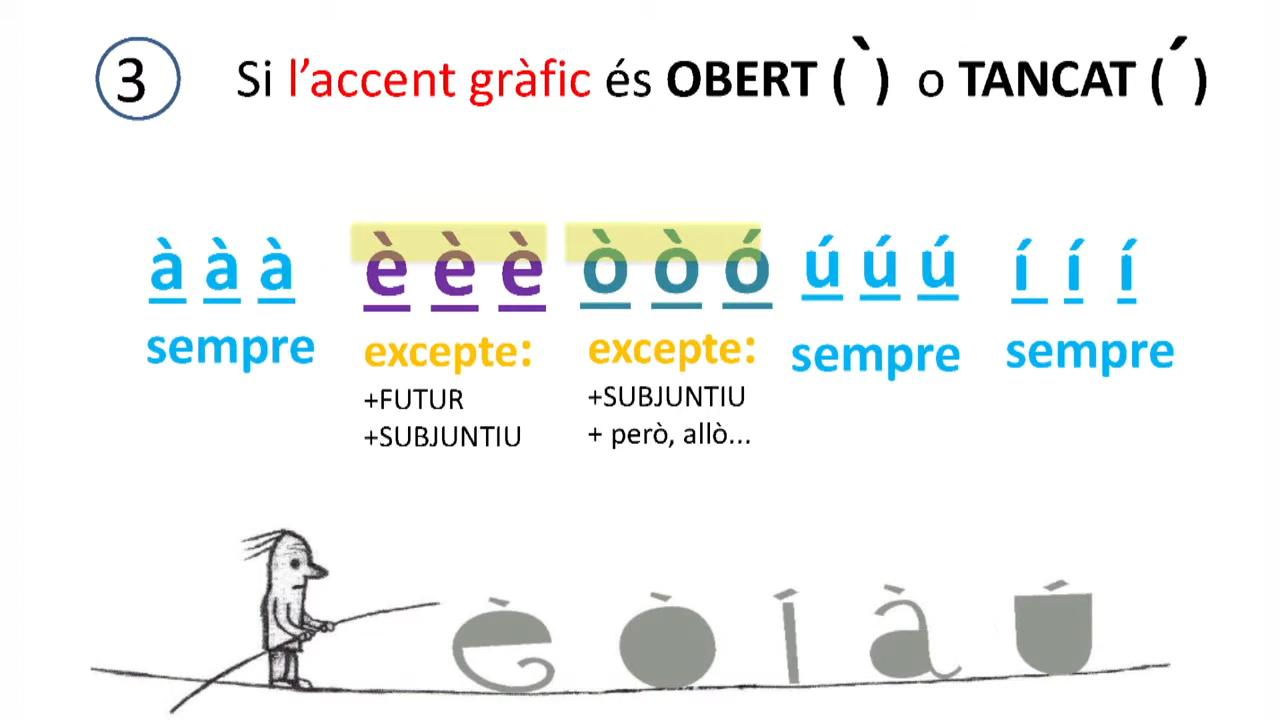 3 Si l'accent gràfic és OBERT ( ` ) o TANCAT ( ´ )
à à à è è è ò ò ó ú ú ú í í í
sempre excepte: excepte: sempre sempre
+FUTUR +SUBJUNTIU
+SUBJUNTIU + però, allò...
è ò í à ú